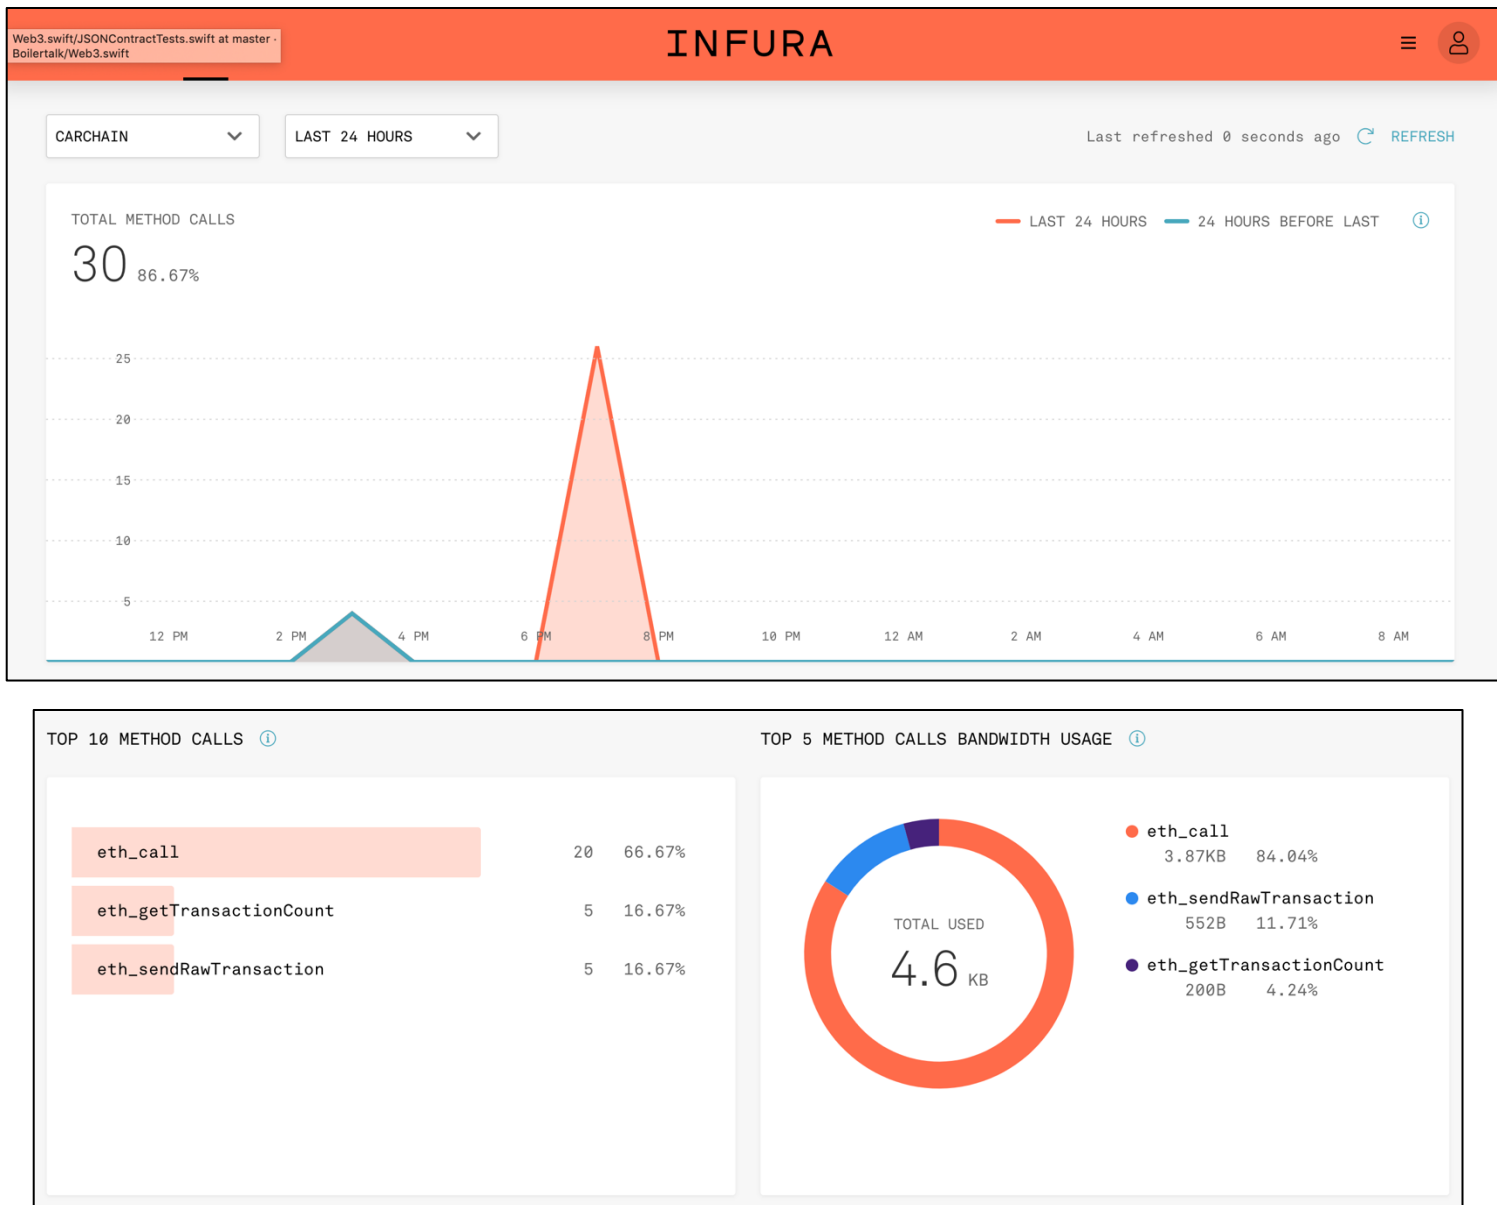 Web3.swift/JSONContractTests.swift at master ·
Boilertalk/Web3.swift
INFURA
CARCHAIN
LAST 24 HOURS
Last refreshed 0 seconds ago
REFRESH
TOTAL METHOD CALLS
30 86.67%
LAST 24 HOURS
24 HOURS BEFORE LAST
25
20
15
10
5
12 PM 2 PM 4 PM 6 PM 8 PM 10 PM 12 AM 2 AM 4 AM 6 AM 8 AM
TOP 10 METHOD CALLS
eth_call 20 66.67%
eth_getTransactionCount 5 16.67%
eth_sendRawTransaction 5 16.67%
TOP 5 METHOD CALLS BANDWIDTH USAGE
TOTAL USED
4.6 KB
eth_call
3.87KB 84.04%
eth_sendRawTransaction
552B 11.71%
eth_getTransactionCount
200B 4.24%